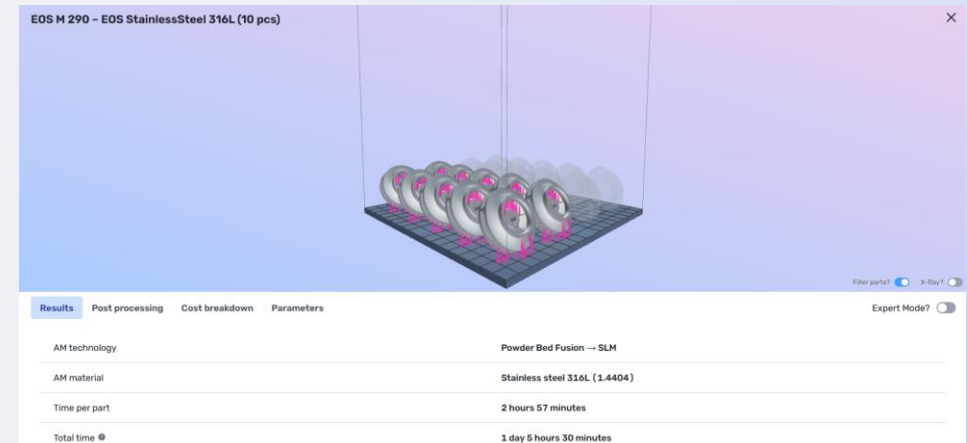 EOS M 290 – EOS StainlessSteel 316L (10 pcs)
Filler parts? X-Ray?
Results Post processing Cost breakdown Parameters Expert Mode?
AM technology Powder Bed Fusion → SLM
AM material Stainless steel 316L (1.4404)
Time per part 2 hours 57 minutes
Total time 1 day 5 hours 30 minutes